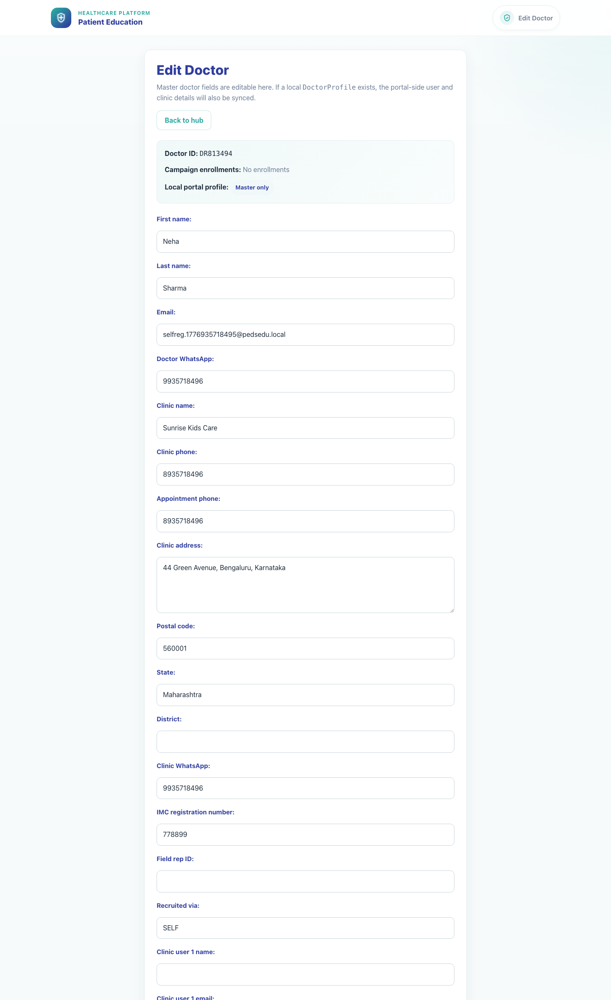 HEALTHCARE PLATFORM
Patient Education
Edit Doctor
Edit Doctor
Master doctor fields are editable here. If a local DoctorProfile exists, the portal-side user and
clinic details will also be synced.
Back to hub
Doctor ID: DR813494
Campaign enrollments: No enrollments
Local portal profile: Master only
First name:
Neha
Last name:
Sharma
Email:
selfreg.1776935718495@pedsedu.local
Doctor WhatsApp:
9935718496
Clinic name:
Sunrise Kids Care
Clinic phone:
8935718496
Appointment phone:
8935718496
Clinic address:
44 Green Avenue, Bengaluru, Karnataka
Postal code:
560001
State:
Maharashtra
District:
Clinic WhatsApp:
9935718496
IMC registration number:
778899
Field rep ID:
Recruited via:
SELF
Clinic user 1 name:
Clinic user 1 email: